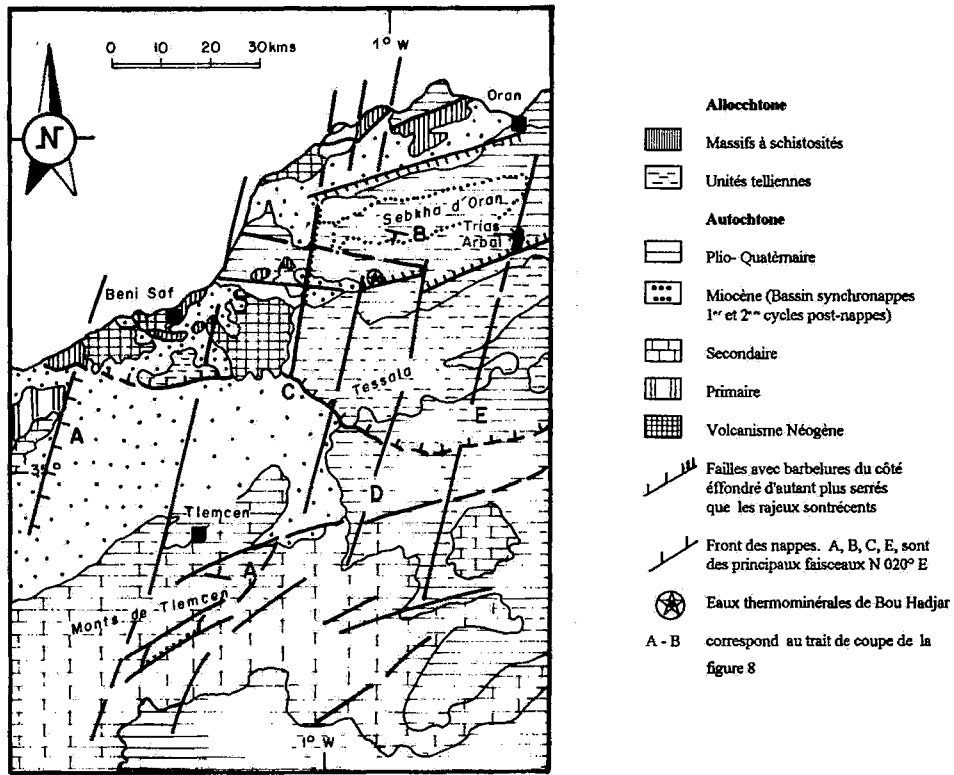 0 10 20 30kms
1° W
N
Oran
A
Sebkha d'Oran
B
Trias
Arbal
A
Beni Saf
C
Tessala
E
A
35°
D
Tlemcen
A
Monts de Tlemcen
1° W
Allocchtone
Massifs à schistosités
Unités telliennes
Autochtone
Plio- Quatèrnaire
Miocène (Bassin synchronappes
1er et 2ème cycles post-nappes)
Secondaire
Primaire
Volcanisme Néogène
Failles avec barbelures du côté
éffondré d'autant plus serrés
que les rajeux sontrécents
Front des nappes. A, B, C, E, sont
des principaux faisceaux N 020° E
Eaux thermominérales de Bou Hadjar
A - B correspond au trait de coupe de la
figure 8